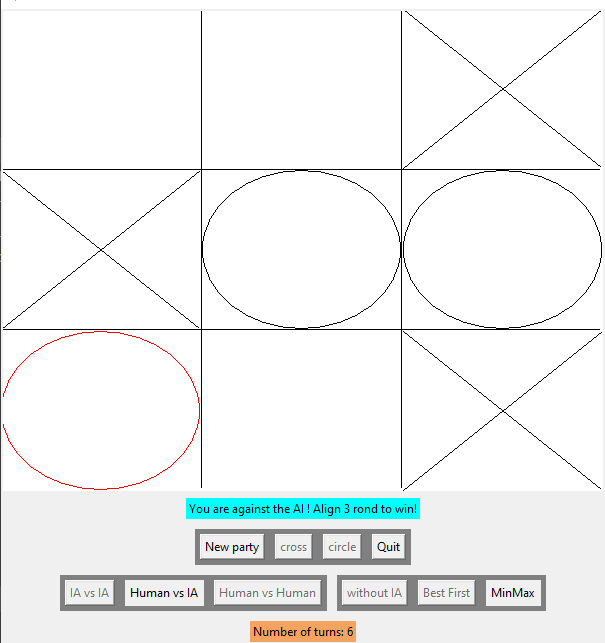 You are against the AI ! Align 3 rond to win!
New party cross circle Quit
IA vs IA Human vs IA Human vs Human without IA Best First MinMax
Number of turns: 6